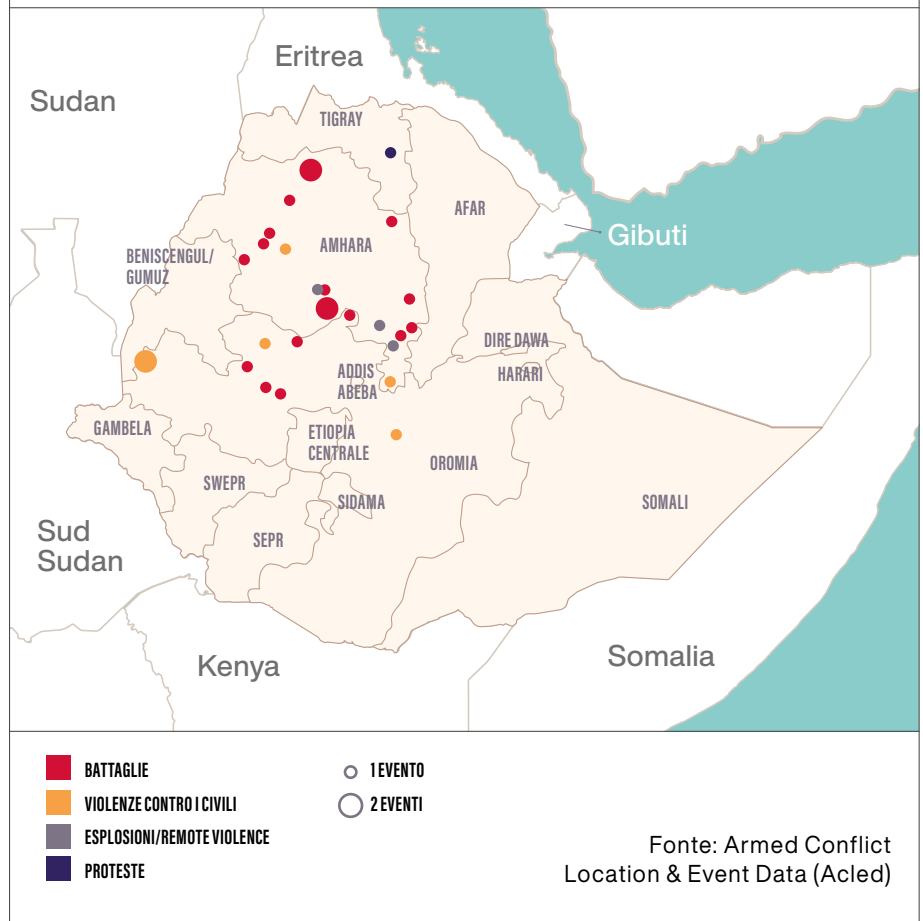 Eritrea
Sudan
TIGRAY
AFAR
Gibuti
AMHARA
BENISCENGUL/
GUMUZ
DIRE DAWA
HARARI
ADDIS
ABEBA
GAMBELA
ETIOPIA
CENTRALE
OROMIA
SWEPR
SIDAMA
SOMALI
SEPR
Sud
Sudan
Kenya
Somalia
BATTAGLIE
VIOLENZE CONTRO I CIVILI
ESPLOSIONI/REMOTE VIOLENCE
PROTESTE
1 EVENTO
2 EVENTI
Fonte: Armed Conflict
Location & Event Data (Acled)